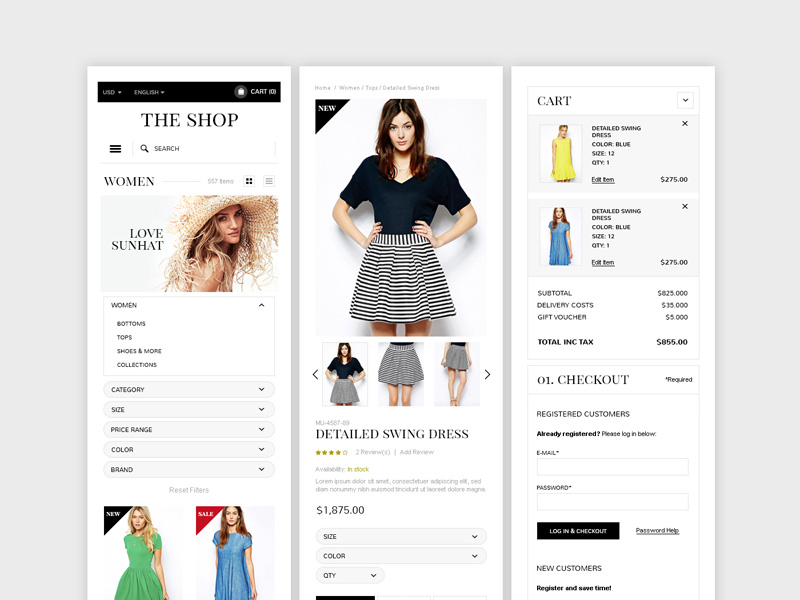 USD
ENGLISH
CART (0)
THE SHOP
SEARCH
WOMEN
557 Items
LOVE
SUNHAT
WOMEN
BOTTOMS
TOPS
SHOES & MORE
COLLECTIONS
CATEGORY
SIZE
PRICE RANGE
COLOR
BRAND
Reset Filters
NEW
SALE
Home / Women / Tops / Detailed Swing Dress
NEW
MU-4587-89
DETAILED SWING DRESS
2 Review(s) | Add Review
Availability: In stock
Lorem ipsum dolor sit amet, consectetuer adipiscing elit, sed
diam nonummy nibh euismod tincidunt ut laoreet dolore magna.
$1,875.00
SIZE
COLOR
QTY
CART
DETAILED SWING
DRESS
COLOR: BLUE
SIZE: 12
QTY: 1
Edit Item
$275.00
DETAILED SWING
DRESS
COLOR: BLUE
SIZE: 12
QTY: 1
Edit Item
$275.00
SUBTOTAL $825.000
DELIVERY COSTS $35.000
GIFT VOUCHER $5.000
TOTAL INC TAX $855.00
01. CHECKOUT
*Required
REGISTERED CUSTOMERS
Already registered? Please log in below:
E-MAIL*
PASSWORD*
LOG IN & CHECKOUT
Password Help
NEW CUSTOMERS
Register and save time!